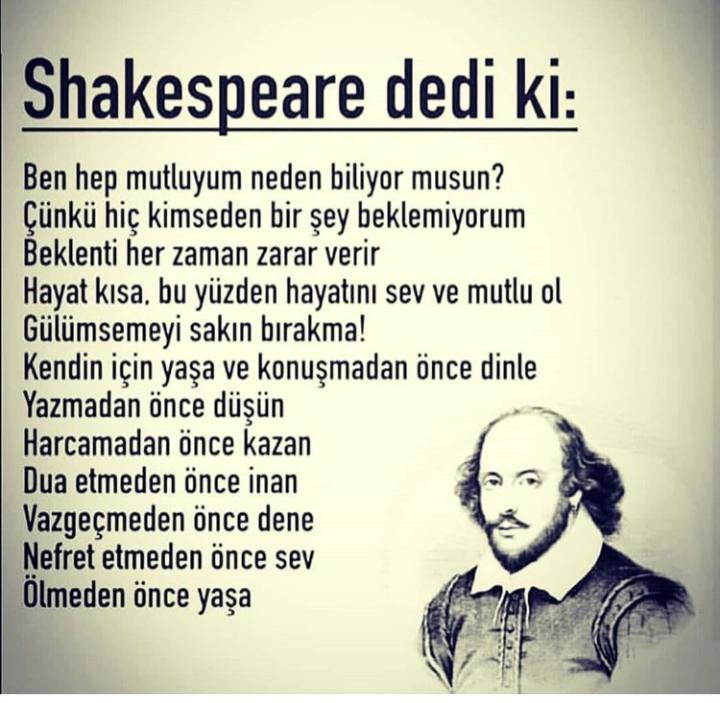 Shakespeare dedi ki:
Ben hep mutluyum neden biliyor musun?
Çünkü hiç kimseden bir şey beklemiyorum
Beklenti her zaman zarar verir
Hayat kısa, bu yüzden hayatını sev ve mutlu ol
Gülümsemeyi sakın bırakma!
Kendin için yaşa ve konuşmadan önce dinle
Yazmadan önce düşün
Harcamadan önce kazan
Dua etmeden önce inan
Vazgeçmeden önce dene
Nefret etmeden önce sev
Ölmeden önce yaşa